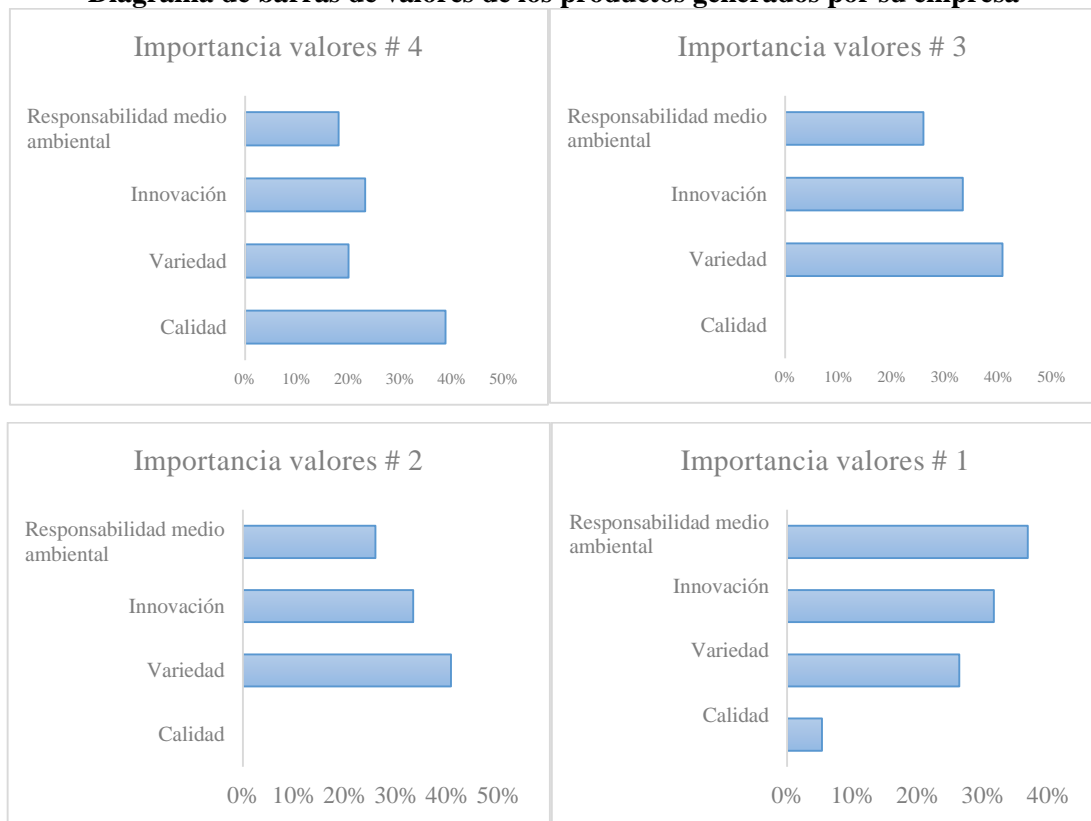 Diagrama de barras de valores de los productos generados por su empresa
Importancia valores # 4
Responsabilidad medio
ambiental
Innovación
Variedad
Calidad
0% 10% 20% 30% 40% 50%
Importancia valores # 3
Responsabilidad medio
ambiental
Innovación
Variedad
Calidad
0% 10% 20% 30% 40% 50%
Importancia valores # 2
Responsabilidad medio
ambiental
Innovación
Variedad
Calidad
0% 10% 20% 30% 40% 50%
Importancia valores # 1
Responsabilidad medio
ambiental
Innovación
Variedad
Calidad
0% 10% 20% 30% 40%